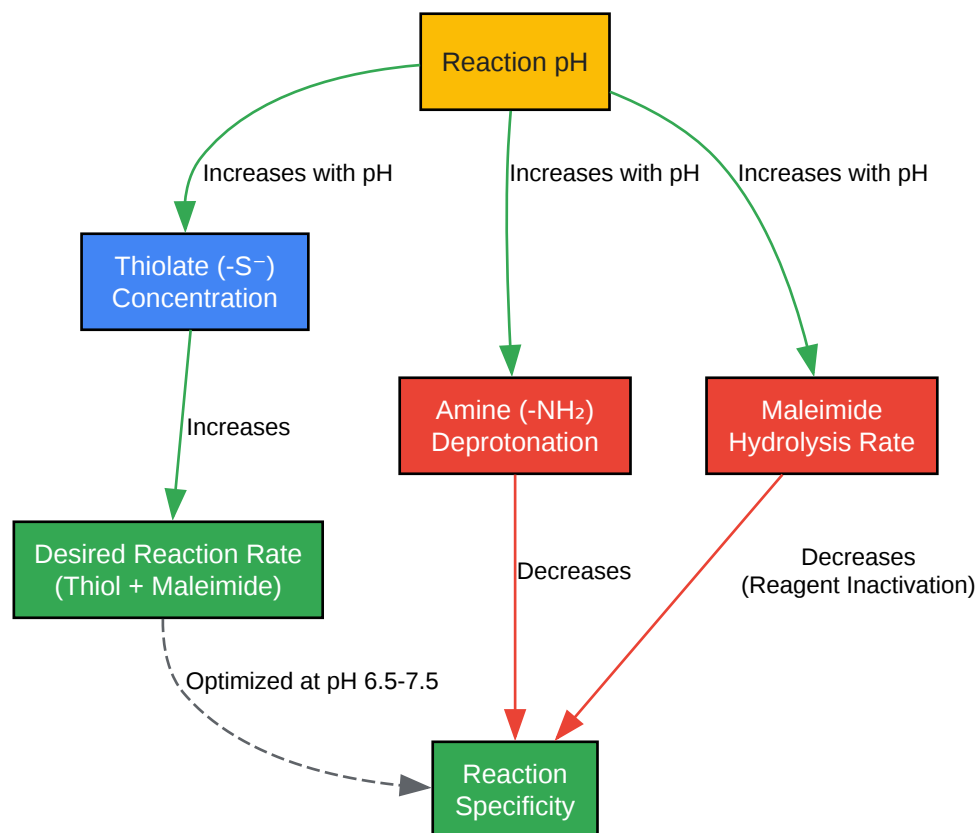 Reaction pH
Increases with pH
Increases with pH
Increases with pH
Thiolate (-S⁻)
Concentration
Amine (-NH₂)
Deprotonation
Maleimide
Hydrolysis Rate
Increases
Desired Reaction Rate
(Thiol + Maleimide)
Decreases
Decreases
(Reagent Inactivation)
Optimized at pH 6.5-7.5
Reaction
Specificity